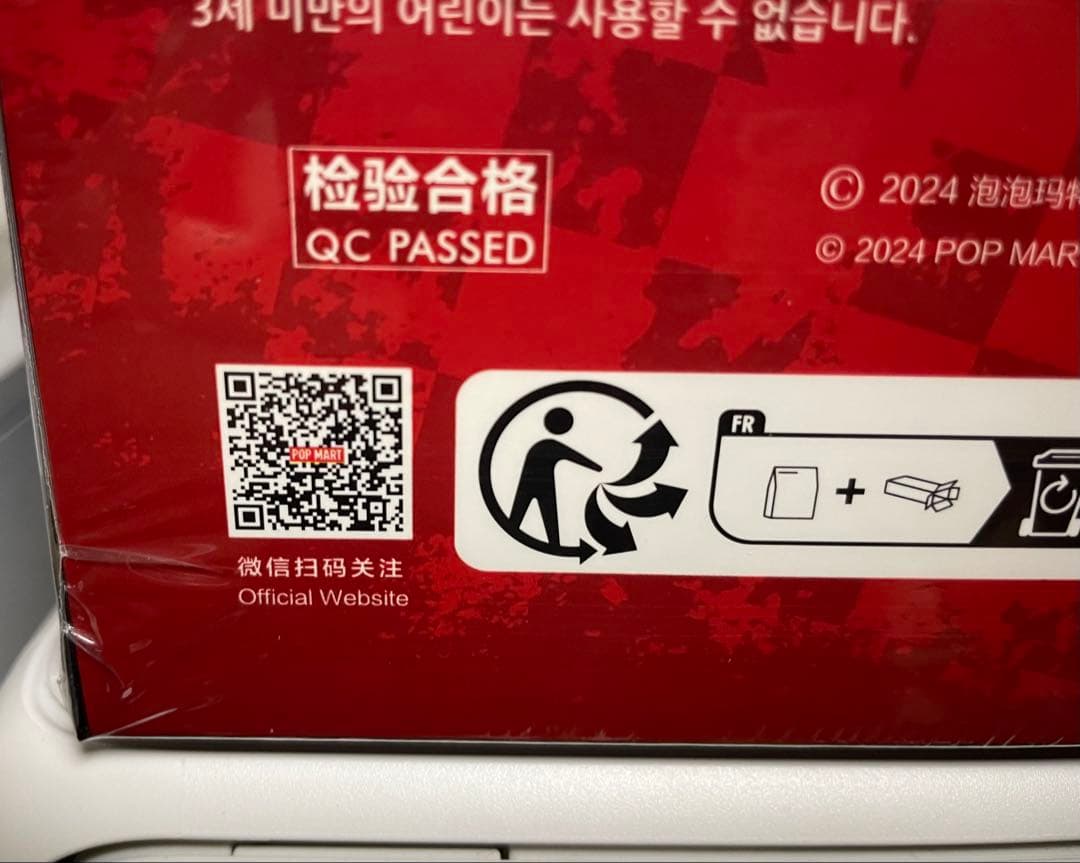 3세 미만의 어린이는 사용할 수 없습니다.
检验合格
QC PASSED
© 2024 泡泡玛特
© 2024 POP MAR
POP MART
FR
微信扫码关注
Official Website